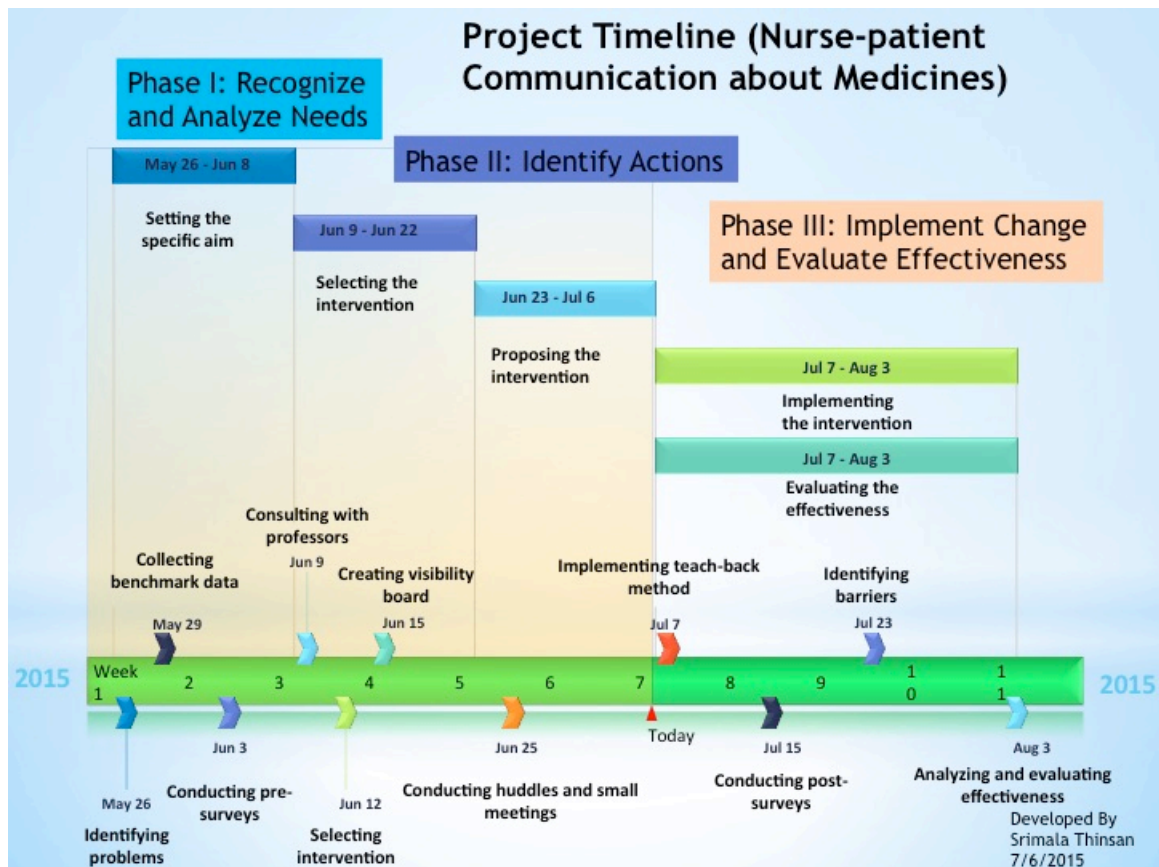 Project Timeline (Nurse-patient
Communication about Medicines)
Phase I: Recognize
and Analyze Needs
Phase II: Identify Actions
May 26 - Jun 8
Setting the
specific aim
Phase III: Implement Change
and Evaluate Effectiveness
Jun 9 - Jun 22
Selecting the
intervention
Jun 23 - Jul 6
Proposing the
intervention
Jul 7 - Aug 3
Implementing
the intervention
Jul 7 - Aug 3
Evaluating the
effectiveness
Collecting
benchmark data
May 29
Consulting with
professors
Jun 9
Creating visibility
board
Jun 15
Implementing teach-back
method
Jul 7
Identifying
barriers
Jul 23
2015
Week
1
2
3
4
5
6
7
8
9
1
0
1
1
2015
Today
May 26
Identifying
problems
Jun 3
Conducting pre-
surveys
Jun 12
Selecting
intervention
Jun 25
Conducting huddles and small
meetings
Jul 15
Conducting post-
surveys
Aug 3
Analyzing and evaluating
effectiveness
Developed By
Srimala Thinsan
7/6/2015